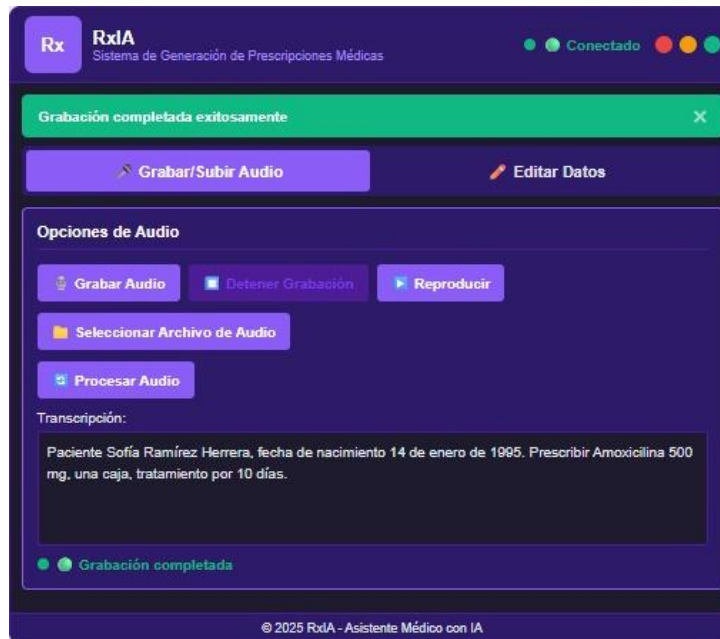 Rx
RxIA
Sistema de Generación de Prescripciones Médicas
Conectado
Grabación completada exitosamente
Grabar/Subir Audio
Editar Datos
Opciones de Audio
Grabar Audio
Detener Grabación
Reproducir
Seleccionar Archivo de Audio
Procesar Audio
Transcripción:
Paciente Sofía Ramírez Herrera, fecha de nacimiento 14 de enero de 1995. Prescribir Amoxicilina 500
mg, una caja, tratamiento por 10 días.
Grabación completada
© 2025 RxIA - Asistente Médico con IA